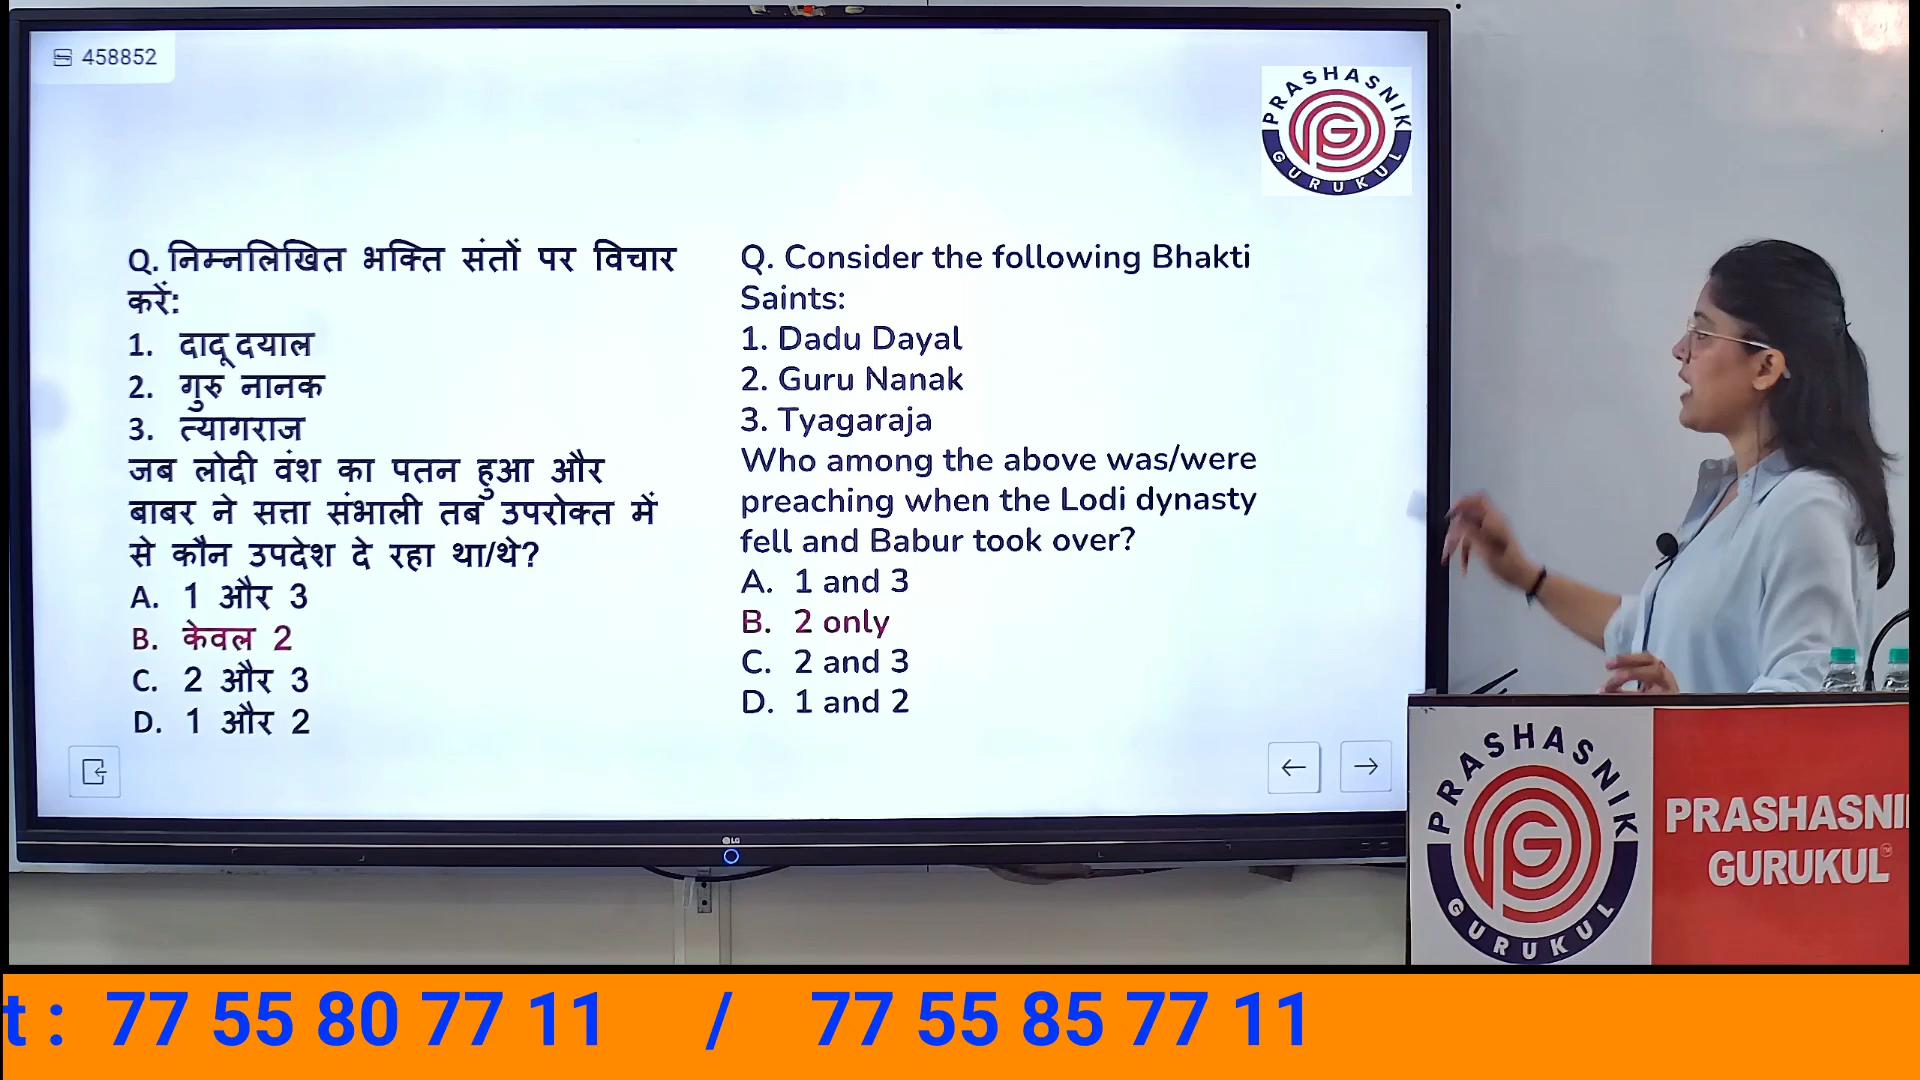 458852
PRASHASNIK
GURUKUL
Q. निम्नलिखित भक्ति संतों पर विचार
करें:
1. दादू दयाल
2. गुरु नानक
3. त्यागराज
जब लोदी वंश का पतन हुआ और
बाबर ने सत्ता संभाली तब उपरोक्त में
से कौन उपदेश दे रहा था/थे?
A. 1 और 3
B. केवल 2
C. 2 और 3
D. 1 और 2
Q. Consider the following Bhakti
Saints:
1. Dadu Dayal
2. Guru Nanak
3. Tyagaraja
Who among the above was/were
preaching when the Lodi dynasty
fell and Babur took over?
A. 1 and 3
B. 2 only
C. 2 and 3
D. 1 and 2
LG
PRASHASNIK
GURUKUL
PRASHASNI
GURUKUL™
t : 77 55 80 77 11 / 77 55 85 77 11